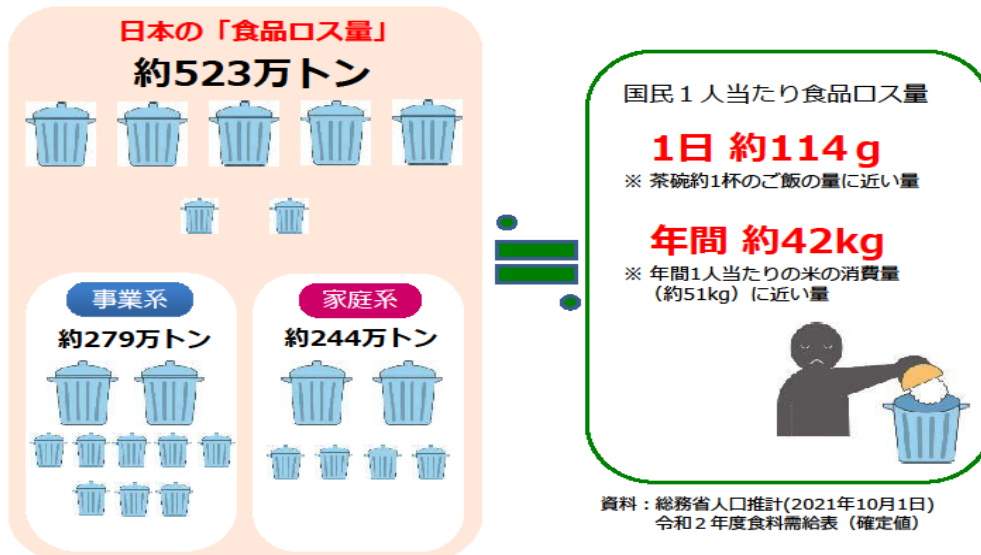 日本の「食品ロス量」
約523万トン
事業系
約279万トン
家庭系
約244万トン
国民１人当たり食品ロス量
1日 約114ｇ
※ 茶碗約1杯のご飯の量に近い量
年間 約42kg
※ 年間1人当たりの米の消費量
（約51kg）に近い量
資料：総務省人口推計(2021年10月1日)
令和２年度食料需給表（確定値）